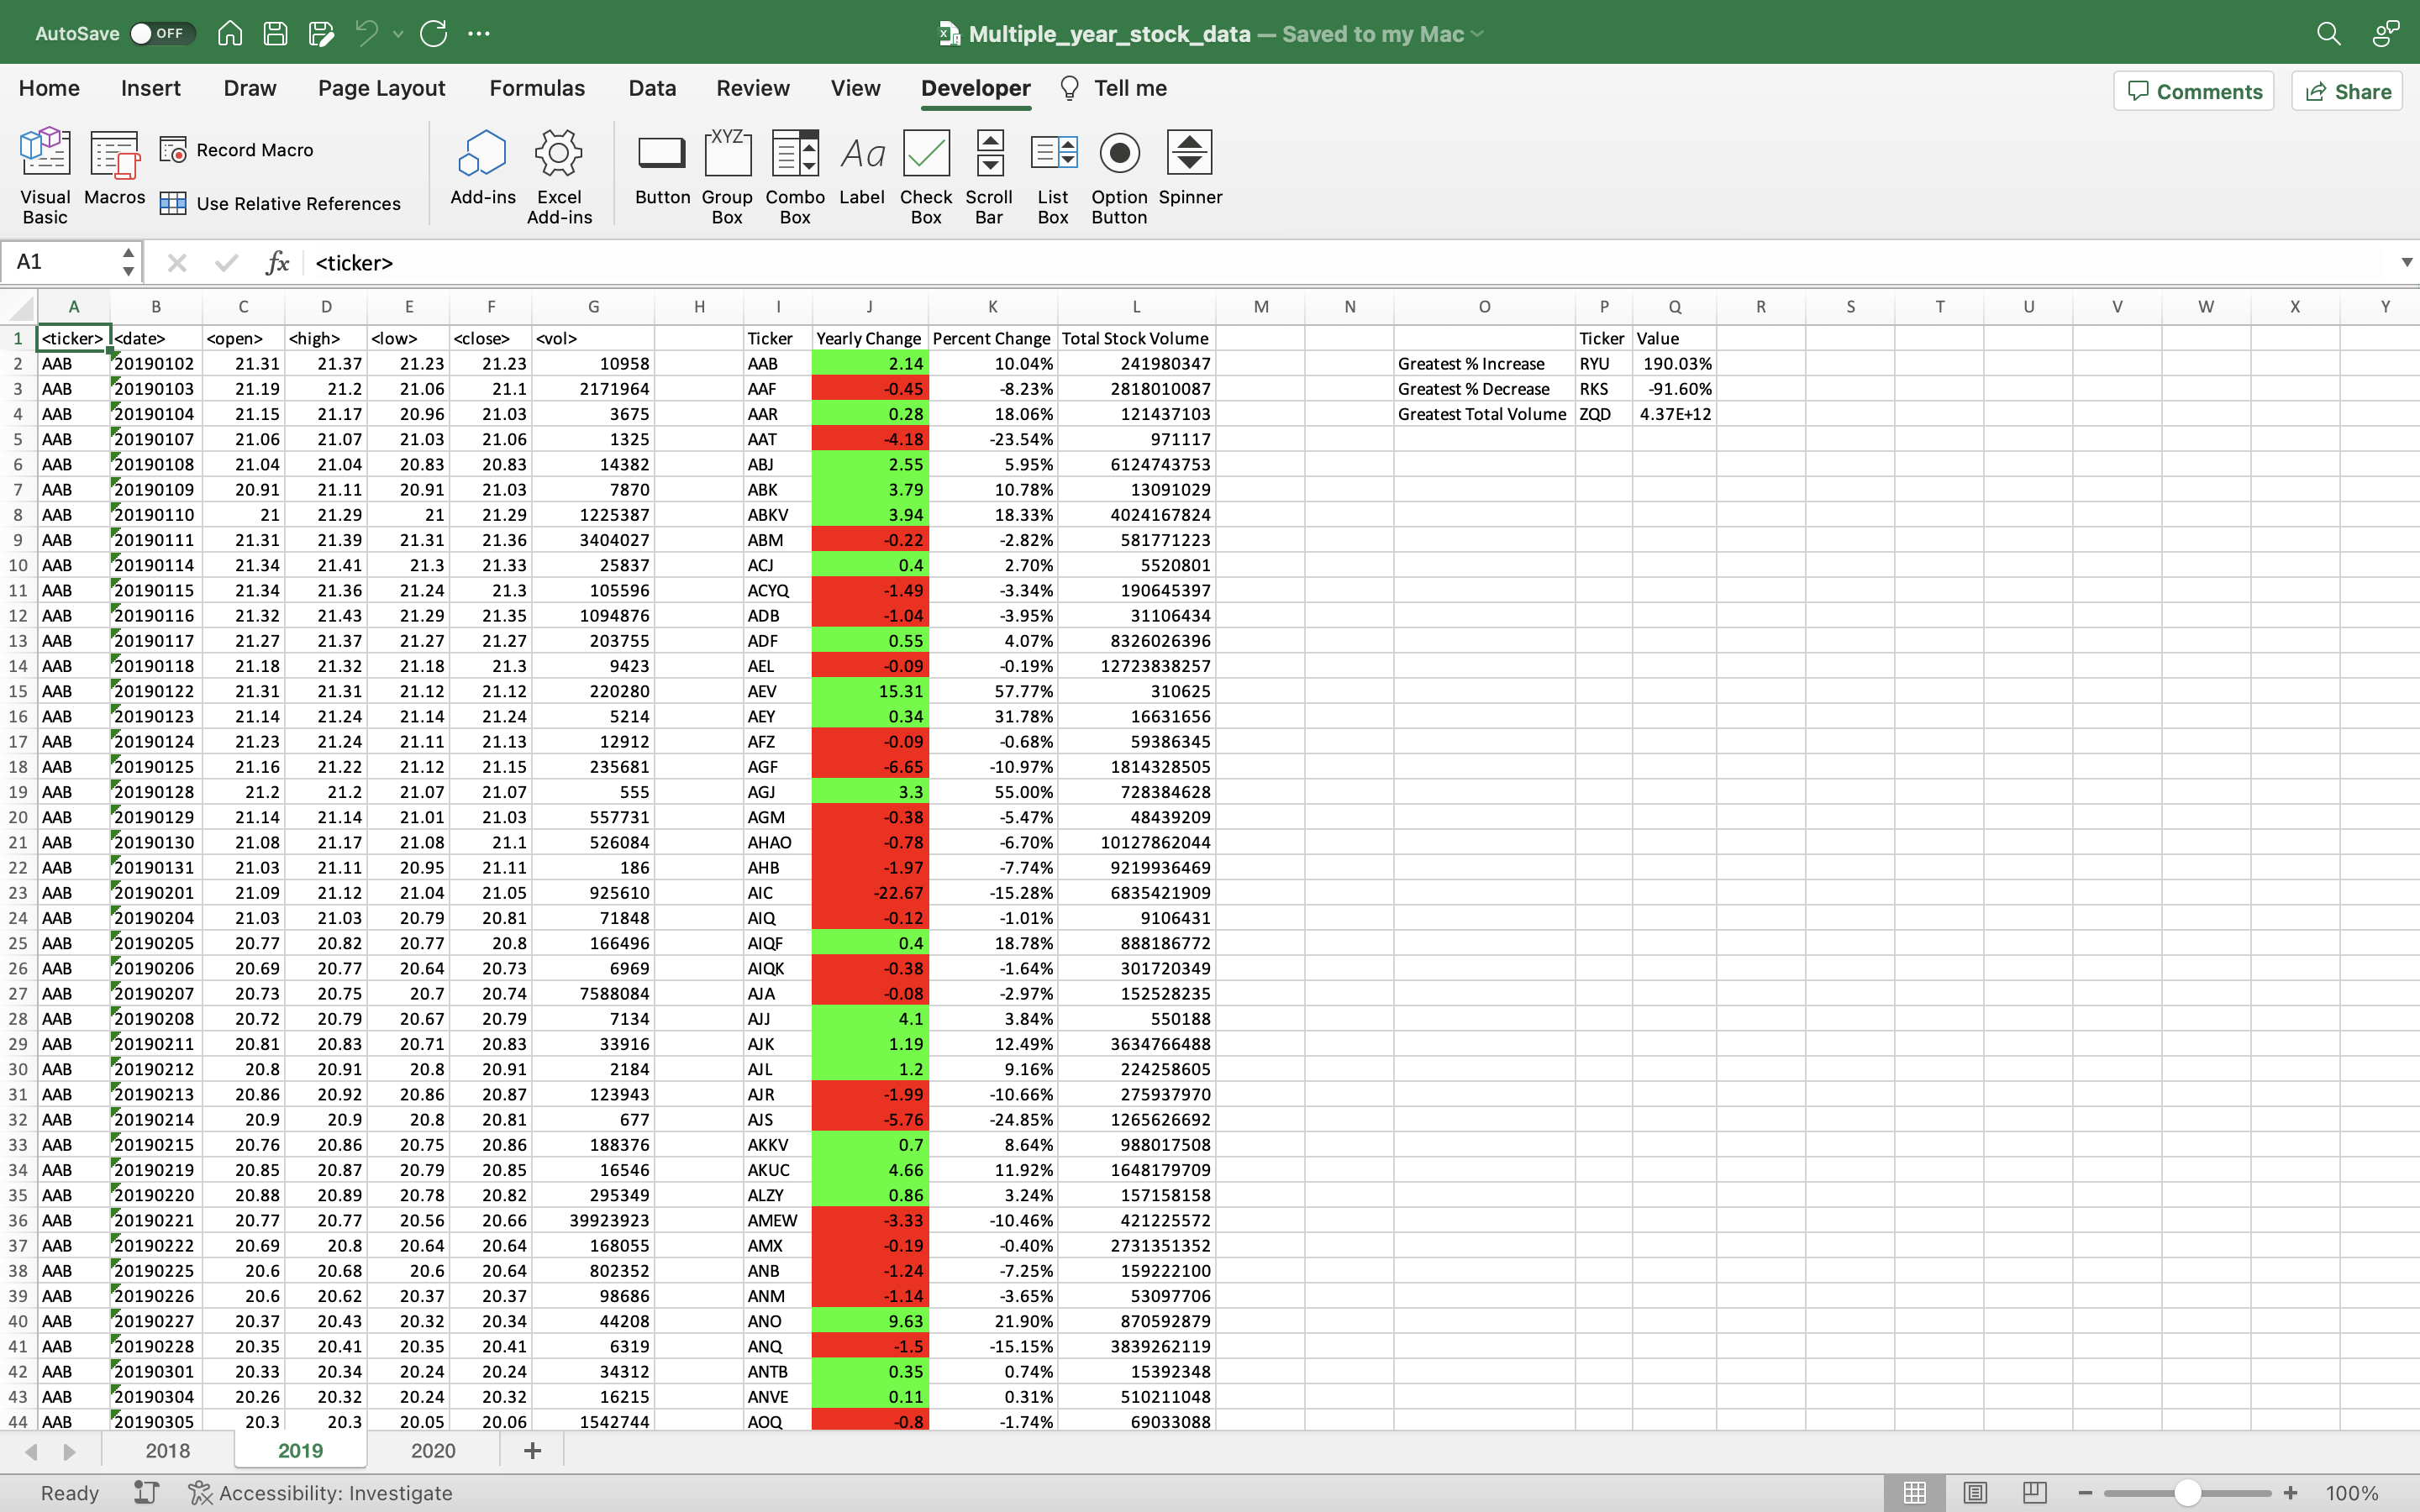 AutoSave OFF Multiple_year_stock_data — Saved to my Mac
Home Insert Draw Page Layout Formulas Data Review View Developer Tell me Comments Share
Visual Basic Macros Record Macro Use Relative References Add-ins Excel Add-ins Button Group Box XYZ Combo Box Aa Label Check Box Scroll Bar List Box Option Button Spinner
A1 fx <ticker>
A B C D E F G H I J K L M N O P Q R S T U V W X Y
1 <ticker> <date> <open> <high> <low> <close> <vol> Ticker Yearly Change Percent Change Total Stock Volume Ticker Value
2 AAB 20190102 21.31 21.37 21.23 21.23 10958 AAB 2.14 10.04% 241980347 Greatest % Increase RYU 190.03%
3 AAB 20190103 21.19 21.2 21.06 21.1 2171964 AAF -0.45 -8.23% 2818010087 Greatest % Decrease RKS -91.60%
4 AAB 20190104 21.15 21.17 20.96 21.03 3675 AAR 0.28 18.06% 121437103 Greatest Total Volume ZQD 4.37E+12
5 AAB 20190107 21.06 21.07 21.03 21.06 1325 AAT -4.18 -23.54% 971117
6 AAB 20190108 21.04 21.04 20.83 20.83 14382 ABJ 2.55 5.95% 6124743753
7 AAB 20190109 20.91 21.11 20.91 21.03 7870 ABK 3.79 10.78% 13091029
8 AAB 20190110 21 21.29 21 21.29 1225387 ABKV 3.94 18.33% 4024167824
9 AAB 20190111 21.31 21.39 21.31 21.36 3404027 ABM -0.22 -2.82% 581771223
10 AAB 20190114 21.34 21.41 21.3 21.33 25837 ACJ 0.4 2.70% 5520801
11 AAB 20190115 21.34 21.36 21.24 21.3 105596 ACYQ -1.49 -3.34% 190645397
12 AAB 20190116 21.32 21.43 21.29 21.35 1094876 ADB -1.04 -3.95% 31106434
13 AAB 20190117 21.27 21.37 21.27 21.27 203755 ADF 0.55 4.07% 8326026396
14 AAB 20190118 21.18 21.32 21.18 21.3 9423 AEL -0.09 -0.19% 12723838257
15 AAB 20190122 21.31 21.31 21.12 21.12 220280 AEV 15.31 57.77% 310625
16 AAB 20190123 21.14 21.24 21.14 21.24 5214 AEY 0.34 31.78% 16631656
17 AAB 20190124 21.23 21.24 21.11 21.13 12912 AFZ -0.09 -0.68% 59386345
18 AAB 20190125 21.16 21.22 21.12 21.15 235681 AGF -6.65 -10.97% 1814328505
19 AAB 20190128 21.2 21.2 21.07 21.07 555 AGJ 3.3 55.00% 728384628
20 AAB 20190129 21.14 21.14 21.01 21.03 557731 AGM -0.38 -5.47% 48439209
21 AAB 20190130 21.08 21.17 21.08 21.1 526084 AHAO -0.78 -6.70% 10127862044
22 AAB 20190131 21.03 21.11 20.95 21.11 186 AHB -1.97 -7.74% 9219936469
23 AAB 20190201 21.09 21.12 21.04 21.05 925610 AIC -22.67 -15.28% 6835421909
24 AAB 20190204 21.03 21.03 20.79 20.81 71848 AIQ -0.12 -1.01% 9106431
25 AAB 20190205 20.77 20.82 20.77 20.8 166496 AIQF 0.4 18.78% 888186772
26 AAB 20190206 20.69 20.77 20.64 20.73 6969 AIQK -0.38 -1.64% 301720349
27 AAB 20190207 20.73 20.75 20.7 20.74 7588084 AJA -0.08 -2.97% 152528235
28 AAB 20190208 20.72 20.79 20.67 20.79 7134 AJJ 4.1 3.84% 550188
29 AAB 20190211 20.81 20.83 20.71 20.83 33916 AJK 1.19 12.49% 3634766488
30 AAB 20190212 20.8 20.91 20.8 20.91 2184 AJL 1.2 9.16% 224258605
31 AAB 20190213 20.86 20.92 20.86 20.87 123943 AJR -1.99 -10.66% 275937970
32 AAB 20190214 20.9 20.9 20.8 20.81 677 AJS -5.76 -24.85% 1265626692
33 AAB 20190215 20.76 20.86 20.75 20.86 188376 AKKV 0.7 8.64% 988017508
34 AAB 20190219 20.85 20.87 20.79 20.85 16546 AKUC 4.66 11.92% 1648179709
35 AAB 20190220 20.88 20.89 20.78 20.82 295349 ALZY 0.86 3.24% 157158158
36 AAB 20190221 20.77 20.77 20.56 20.66 39923923 AMEW -3.33 -10.46% 421225572
37 AAB 20190222 20.69 20.8 20.64 20.64 168055 AMX -0.19 -0.40% 2731351352
38 AAB 20190225 20.6 20.68 20.6 20.64 802352 ANB -1.24 -7.25% 159222100
39 AAB 20190226 20.6 20.62 20.37 20.37 98686 ANM -1.14 -3.65% 53097706
40 AAB 20190227 20.37 20.43 20.32 20.34 44208 ANO 9.63 21.90% 870592879
41 AAB 20190228 20.35 20.41 20.35 20.41 6319 ANQ -1.5 -15.15% 3839262119
42 AAB 20190301 20.33 20.34 20.24 20.24 34312 ANTB 0.35 0.74% 15392348
43 AAB 20190304 20.26 20.32 20.24 20.32 16215 ANVE 0.11 0.31% 510211048
44 AAB 20190305 20.3 20.3 20.05 20.06 1542744 AOQ -0.8 -1.74% 69033088
2018 2019 2020 +
Ready Accessibility: Investigate 100%